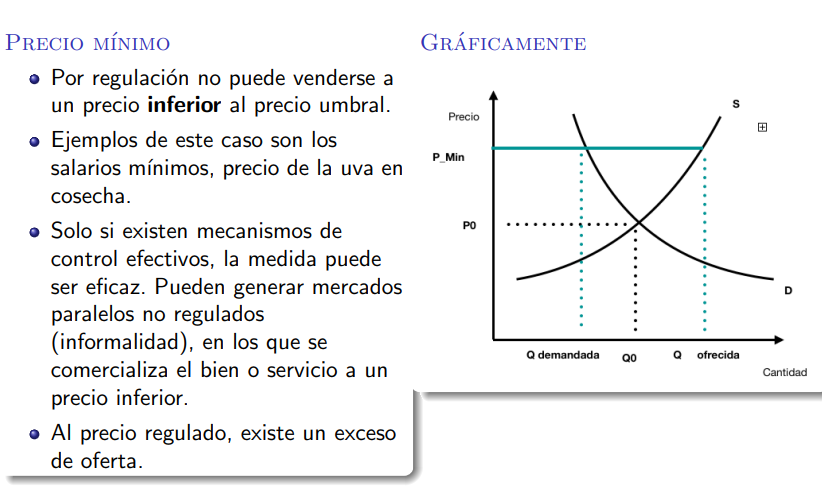 Precio mínimo
Por regulación no puede venderse a
un precio inferior al precio umbral.
Ejemplos de este caso son los
salarios mínimos, precio de la uva en
cosecha.
Solo si existen mecanismos de
control efectivos, la medida puede
ser eficaz. Pueden generar mercados
paralelos no regulados
(informalidad), en los que se
comercializa el bien o servicio a un
precio inferior.
Al precio regulado, existe un exceso
de oferta.
Gráficamente
Precio
S
P_Min
P0
D
Q demandada Q0 Q ofrecida
Cantidad